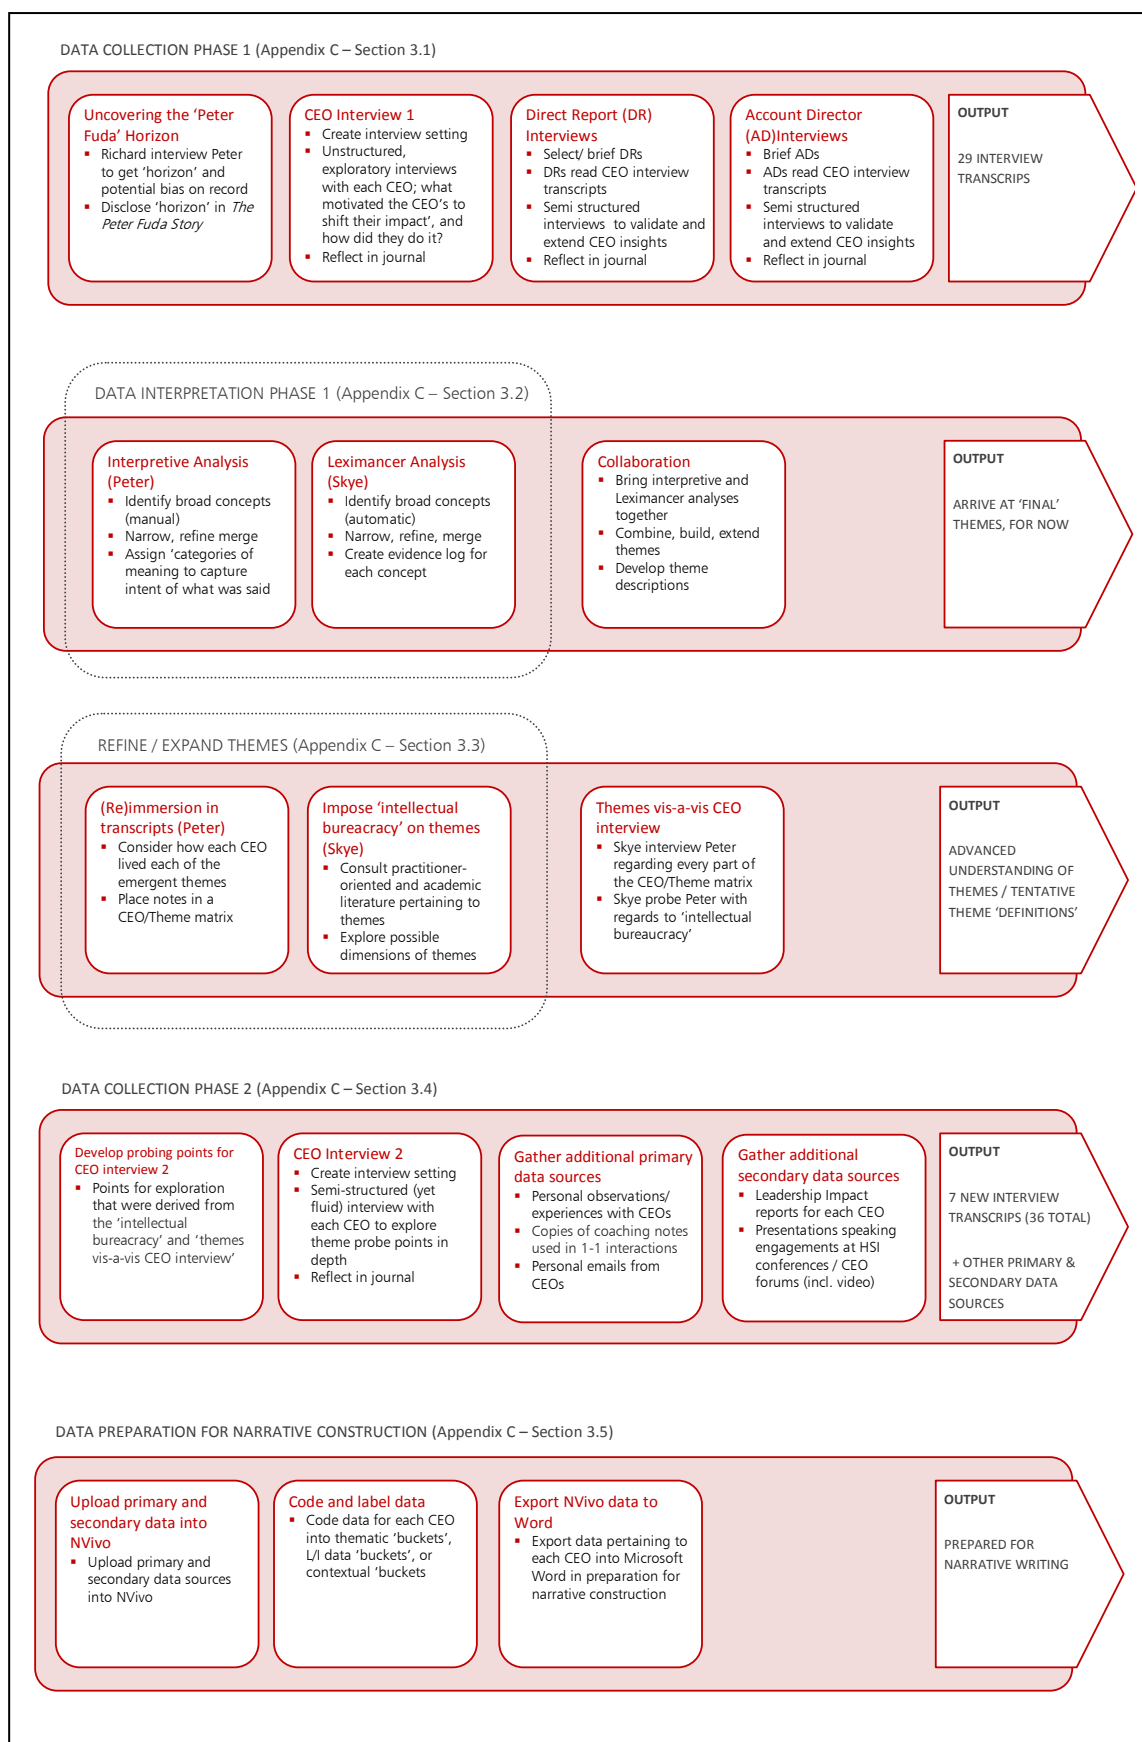 DATA COLLECTION PHASE 1 (Appendix C – Section 3.1)
Uncovering the ‘Peter
Fuda’ Horizon
▪ Richard interview Peter
to get ‘horizon’ and
potential bias on record
▪ Disclose ‘horizon’ in The
Peter Fuda Story
CEO Interview 1
▪ Create interview setting
▪ Unstructured,
exploratory interviews
with each CEO; what
motivated the CEO’s to
shift their impact’, and
how did they do it?
▪ Reflect in journal
Direct Report (DR)
Interviews
▪ Select/ brief DRs
▪ DRs read CEO interview
transcripts
▪ Semi structured
interviews to validate and
extend CEO insights
▪ Reflect in journal
Account Director
(AD)Interviews
▪ Brief ADs
▪ ADs read CEO interview
transcripts
▪ Semi structured
interviews to validate
and extend CEO insights
▪ Reflect in journal
OUTPUT
29 INTERVIEW
TRANSCRIPS
DATA INTERPRETATION PHASE 1 (Appendix C – Section 3.2)
Interpretive Analysis
(Peter)
▪ Identify broad concepts
(manual)
▪ Narrow, refine merge
▪ Assign ‘categories of
meaning to capture
intent of what was said
Leximancer Analysis
(Skye)
▪ Identify broad concepts
(automatic)
▪ Narrow, refine, merge
▪ Create evidence log for
each concept
Collaboration
▪ Bring interpretive and
Leximancer analyses
together
▪ Combine, build, extend
themes
▪ Develop theme
descriptions
OUTPUT
ARRIVE AT ‘FINAL’
THEMES, FOR NOW
REFINE / EXPAND THEMES (Appendix C – Section 3.3)
(Re)immersion in
transcripts (Peter)
▪ Consider how each CEO
lived each of the
emergent themes
▪ Place notes in a
CEO/Theme matrix
Impose ‘intellectual
bureacracy’ on themes
(Skye)
▪ Consult practitioner-
oriented and academic
literature pertaining to
themes
▪ Explore possible
dimensions of themes
Themes vis-a-vis CEO
interview
▪ Skye interview Peter
regarding every part of
the CEO/Theme matrix
▪ Skye probe Peter with
regards to ‘intellectual
bureaucracy’
OUTPUT
ADVANCED
UNDERSTANDING OF
THEMES / TENTATIVE
THEME ‘DEFINITIONS’
DATA COLLECTION PHASE 2 (Appendix C – Section 3.4)
Develop probing points for
CEO interview 2
▪ Points for exploration
that were derived from
the ‘intellectual
bureacracy’ and ‘themes
vis-a-vis CEO interview’
CEO Interview 2
▪ Create interview setting
▪ Semi-structured (yet
fluid) interview with
each CEO to explore
theme probe points in
depth
▪ Reflect in journal
Gather additional primary
data sources
▪ Personal observations/
experiences with CEOs
▪ Copies of coaching notes
used in 1-1 interactions
▪ Personal emails from
CEOs
Gather additional
secondary data sources
▪ Leadership Impact
reports for each CEO
▪ Presentations speaking
engagements at HSI
conferences / CEO
forums (incl. video)
OUTPUT
7 NEW INTERVIEW
TRANSCRIPS (36 TOTAL)
+ OTHER PRIMARY &
SECONDARY DATA
SOURCES
DATA PREPARATION FOR NARRATIVE CONSTRUCTION (Appendix C – Section 3.5)
Upload primary and
secondary data into
NVivo
▪ Upload primary and
secondary data sources
into NVivo
Code and label data
▪ Code data for each CEO
into thematic ‘buckets’,
L/I data ‘buckets’, or
contextual ‘buckets
Export NVivo data to
Word
▪ Export data pertaining to
each CEO into Microsoft
Word in preparation for
narrative construction
OUTPUT
PREPARED FOR
NARRATIVE WRITING